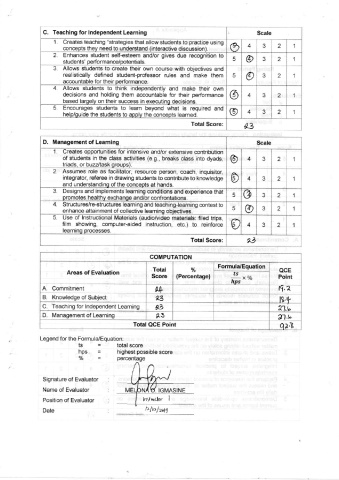 C. Teaching for Independent Learning Scale
1. Creates teaching strategies that allow students to practice using concepts they need to understand (interactive discussion). 5 4 3 2 1
2. Enhances student self-esteem and/or gives due recognition to students' performance/potentials. 5 4 3 2 1
3. Allows students to create their own course with objectives and realistically defined student-professor rules and make them accountable for their performance. 5 4 3 2 1
4. Allows students to think independently and make their own decisions and holding them accountable for their performance based largely on their success in executing decisions. 5 4 3 2 1
5. Encourages students to learn beyond what is required and help/guide the students to apply the concepts learned. 5 4 3 2 1
Total Score: 23
D. Management of Learning Scale
1. Creates opportunities for intensive and/or extensive contribution of students in the class activities (e.g., breaks class into dyads, triads, or buzz/task groups). 5 4 3 2 1
2. Assumes role as facilitator, resource person, coach, inquisitor, integrator, referee in drawing students to contribute to knowledge and understanding of the concepts at hands. 5 4 3 2 1
3. Designs and implements learning conditions and experience that promotes healthy exchange and/or confrontations. 5 4 3 2 1
4. Structures/re-structures learning and teaching-learning context to enhance attainment of collective learning objectives. 5 4 3 2 1
5. Use of Instructional Materials (audio/video materials: filed trips, film showing, computer-aided instruction, etc.) to reinforce learning processes. 5 4 3 2 1
Total Score: 23
COMPUTATION
Areas of Evaluation Total Score % (Percentage) Formula/Equation ts/hps x % QCE Point
A. Commitment 24 19.2
B. Knowledge of Subject 23 18.4
C. Teaching for Independent Learning 23 27.6
D. Management of Learning 23 27.6
Total QCE Point 92.8
Legend for the Formula/Equation:
ts = total score
hps = highest possible score
% = percentage
Signature of Evaluator :
Name of Evaluator : IGMASINE
Position of Evaluator :
Date :